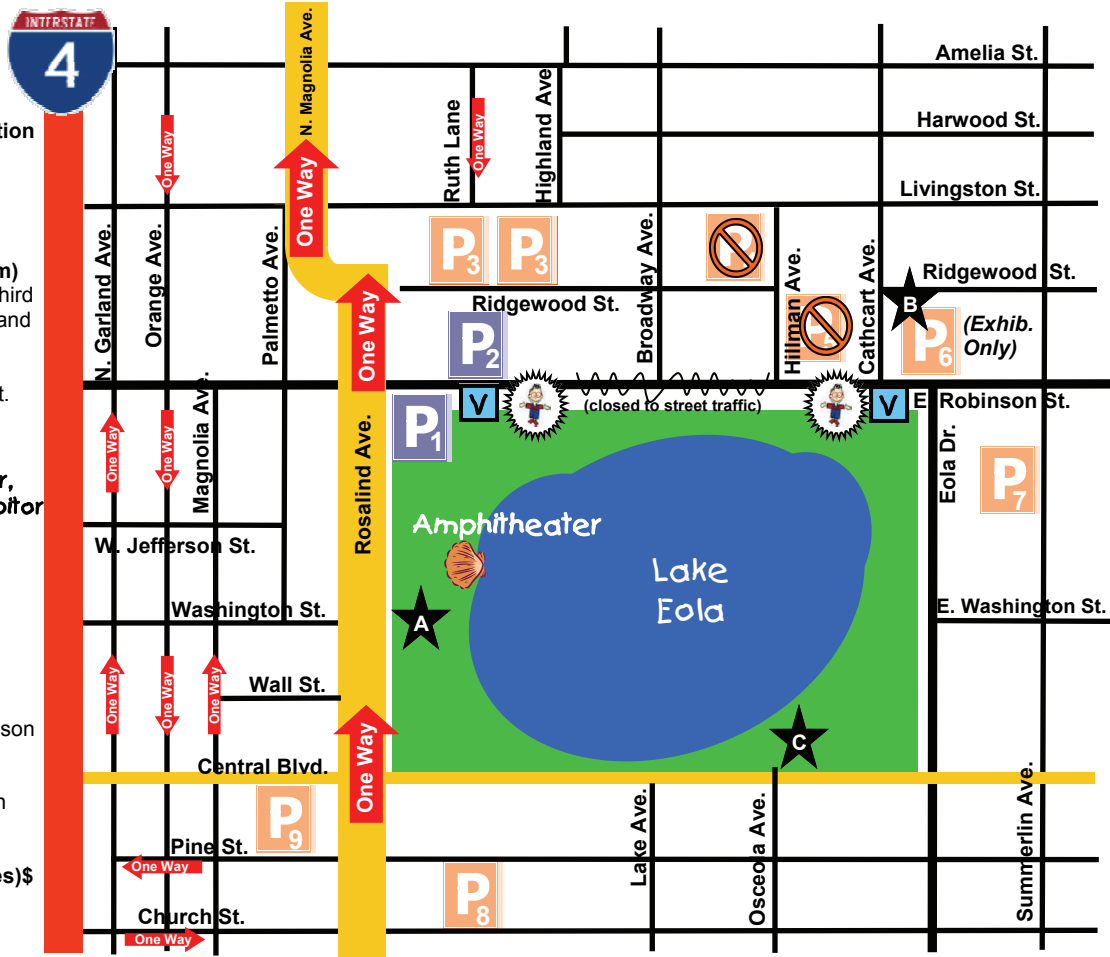 INTERSTATE
4
N. Magnolia Ave.
Amelia St.
Harwood St.
Livingston St.
tion
One Way
Ruth Lane
One Way
Highland Ave
One Way
N. Garland Ave.
Orange Ave.
Palmetto Ave.
P3
P3
Broadway Ave.
Hillman Ave.
Cathcart Ave.
Ridgewood St.
B
Ridgewood St.
m)
hird
and
One Way
P2
P6
(Exhib.
Only)
t.
V
(closed to street traffic)
V
E. Robinson St.
Magnolia Ave.
P1
One Way
One Way
Rosalind Ave.
Eola Dr.
P7
r,
bitor
Amphitheater
W. Jefferson St.
Lake
Eola
Washington St.
A
E. Washington St.
One Way
One Way
One Way
Wall St.
son
C
One Way
Central Blvd.
n
P9
Lake Ave.
Osceola Ave.
Summerlin Ave.
Pine St.
One Way
es)$
P8
Church St.
One Way